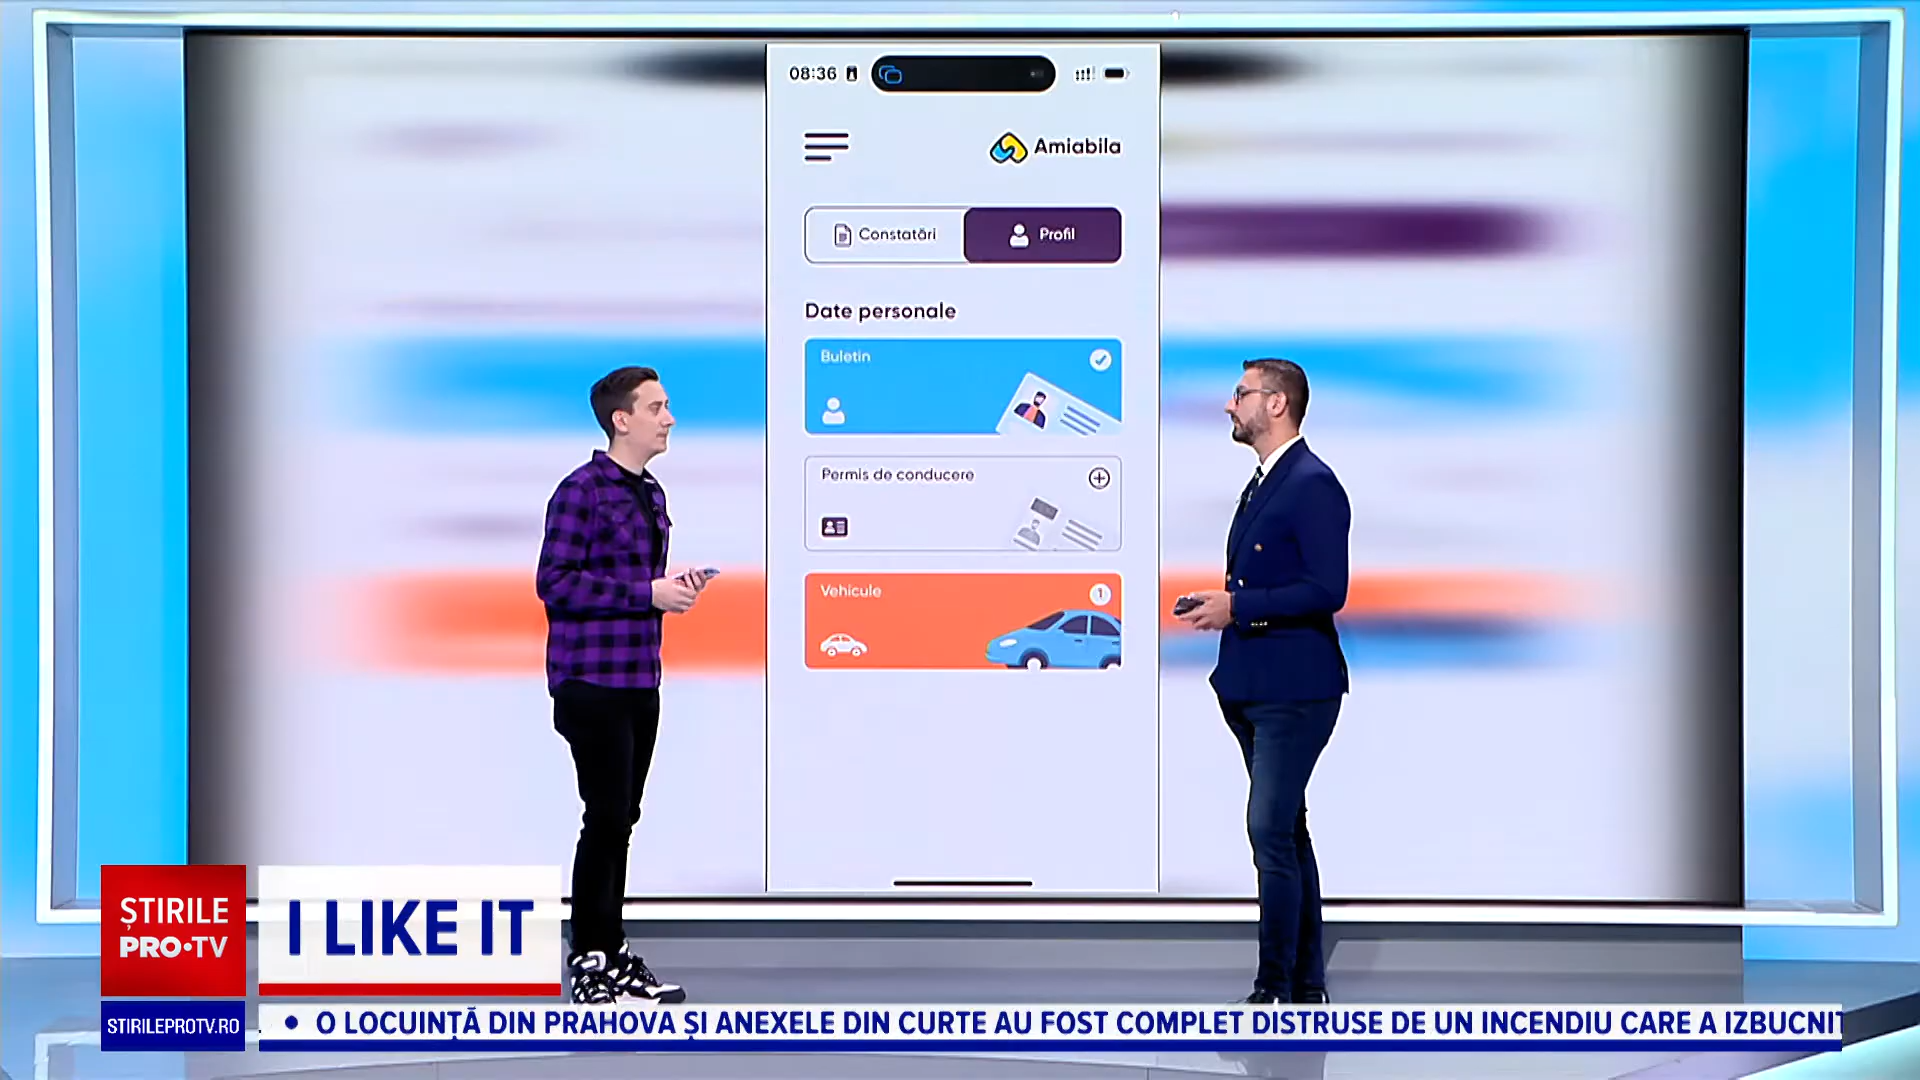 08:36
Amiabila
Constatări
Profil
Date personale
Buletin
Permis de conducere
Vehicule
1
ȘTIRILE
PRO•TV
I LIKE IT
STIRILEPROTV.RO
• O LOCUINȚĂ DIN PRAHOVA ȘI ANEXELE DIN CURTE AU FOST COMPLET DISTRUSE DE UN INCENDIU CARE A IZBUCNIT